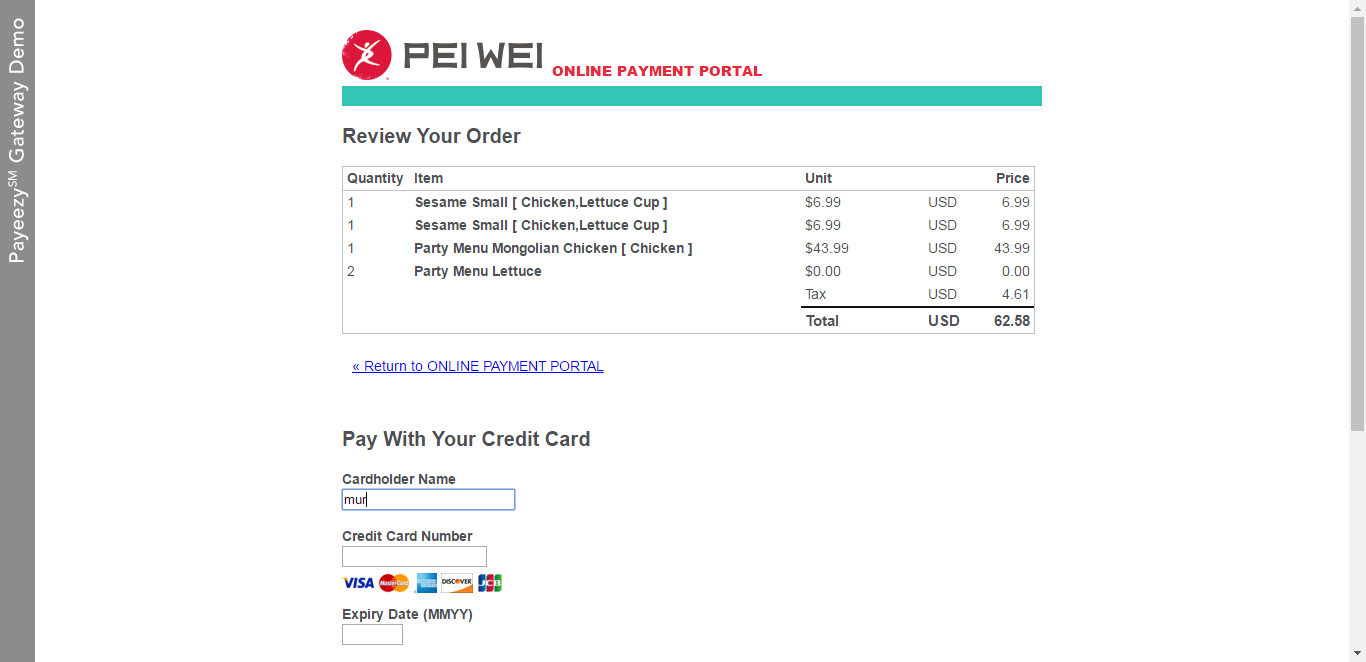 Payeezy℠ Gateway Demo
PEI WEI ONLINE PAYMENT PORTAL
Review Your Order
Quantity Item Unit Price
1 Sesame Small [ Chicken,Lettuce Cup ] $6.99 USD 6.99
1 Sesame Small [ Chicken,Lettuce Cup ] $6.99 USD 6.99
1 Party Menu Mongolian Chicken [ Chicken ] $43.99 USD 43.99
2 Party Menu Lettuce $0.00 USD 0.00
Tax USD 4.61
Total USD 62.58
« Return to ONLINE PAYMENT PORTAL
Pay With Your Credit Card
Cardholder Name
mur
Credit Card Number
VISA MasterCard DISCOVER JCB
Expiry Date (MMYY)